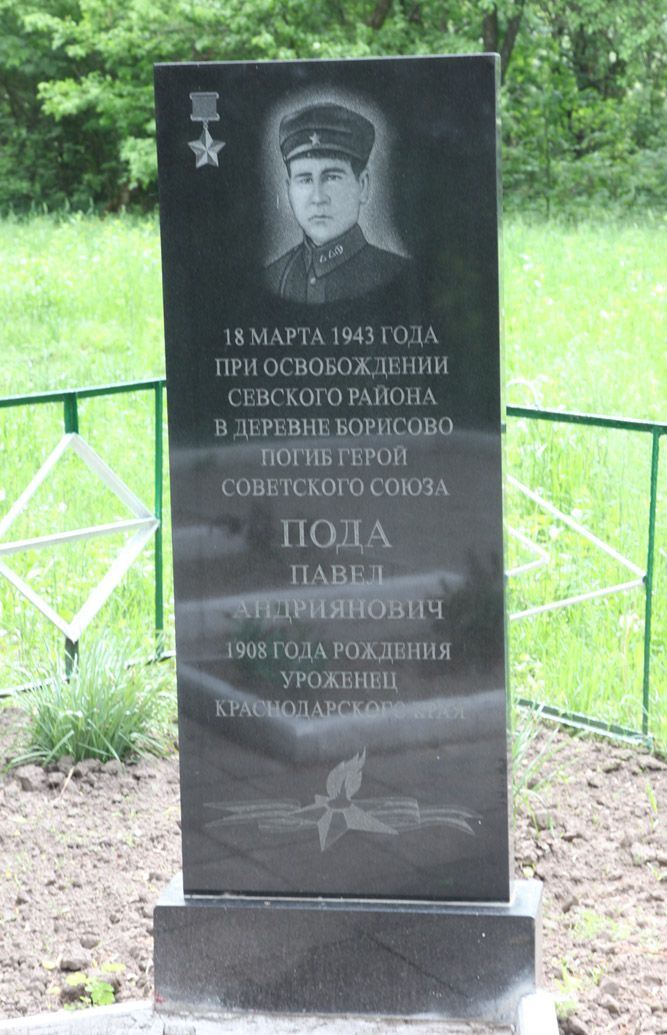 18 МАРТА 1943 ГОДА
ПРИ ОСВОБОЖДЕНИИ
СЕВСКОГО РАЙОНА
В ДЕРЕВНЕ БОРИСОВО
ПОГИБ ГЕРОЙ
СОВЕТСКОГО СОЮЗА
ПОДА
ПАВЕЛ
АНДРИЯНОВИЧ
1908 ГОДА РОЖДЕНИЯ
УРОЖЕНЕЦ
КРАСНОДАРСКОГО КРАЯ